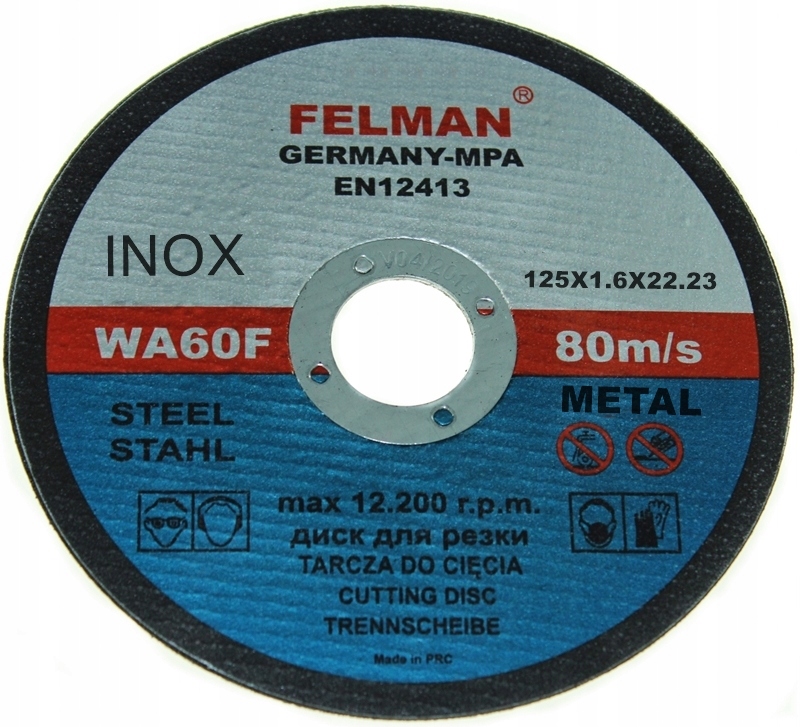 FELMAN®
GERMANY-MPA
EN12413
INOX
125X1.6X22.23
WA60F
80m/s
STEEL
STAHL
METAL
max 12.200 r.p.m.
диск для резки
TARCZA DO CIĘCIA
CUTTING DISC
TRENNSCHEIBE
Made in PRC